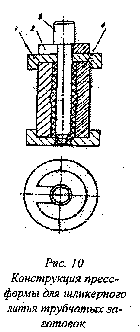 Рис. 10
Конструкция пресс-
формы для шликерного
литья трубчатых за-
готовок